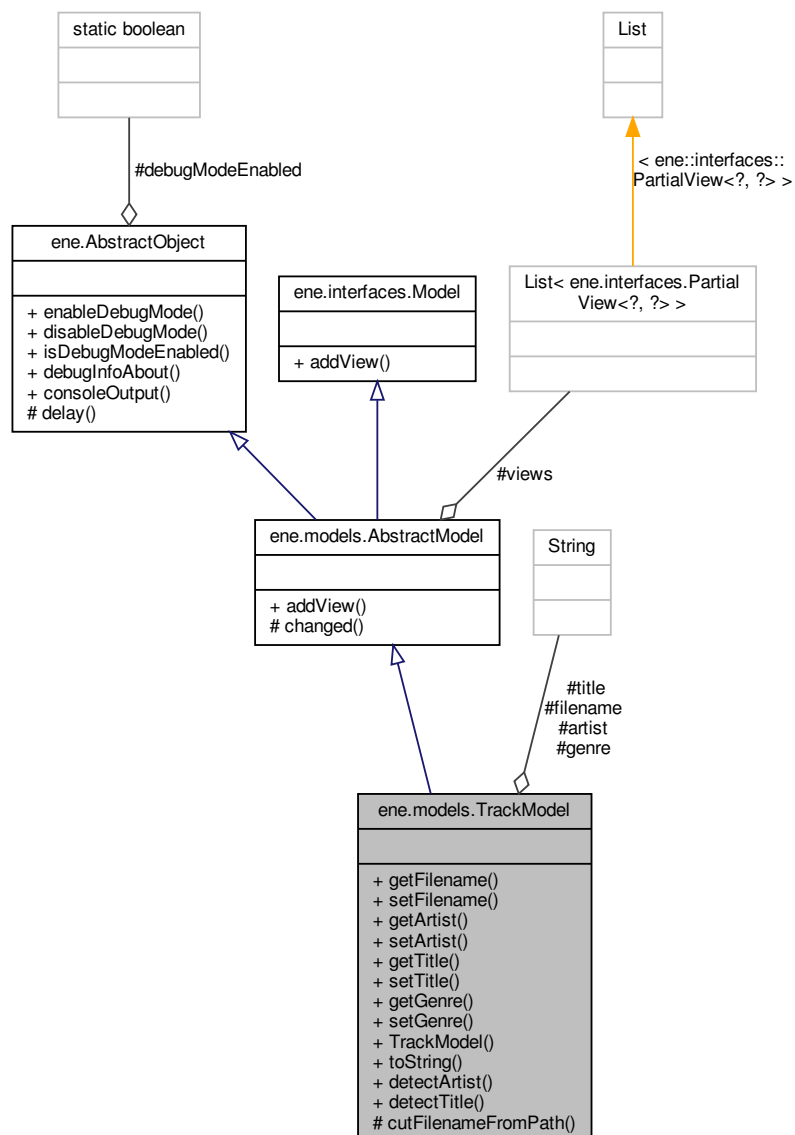 static boolean
List
#debugModeEnabled
< ene::interfaces::
PartialView<?, ?> >
ene.AbstractObject
+ enableDebugMode()
+ disableDebugMode()
+ isDebugModeEnabled()
+ debugInfoAbout()
+ consoleOutput()
# delay()
ene.interfaces.Model
+ addView()
List< ene.interfaces.Partial
View<?, ?> >
#views
ene.models.AbstractModel
+ addView()
# changed()
String
#title
#filename
#artist
#genre
ene.models.TrackModel
+ getFilename()
+ setFilename()
+ getArtist()
+ setArtist()
+ getTitle()
+ setTitle()
+ getGenre()
+ setGenre()
+ TrackModel()
+ toString()
+ detectArtist()
+ detectTitle()
# cutFilenameFromPath()